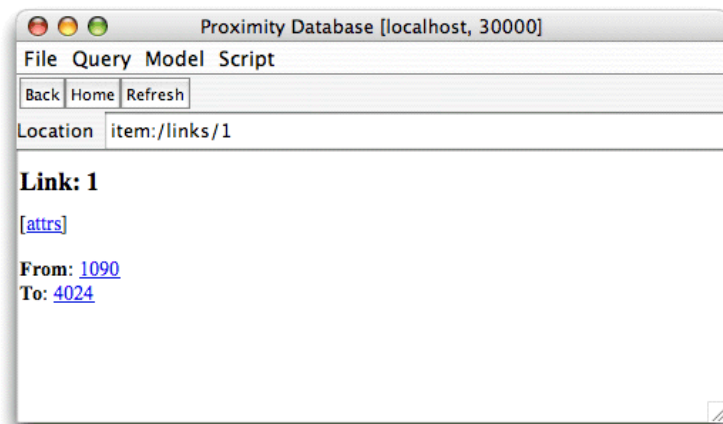 Proximity Database [localhost, 30000]
File Query Model Script
Back Home Refresh
Location item:/links/1
Link: 1
[attrs]
From: 1090
To: 4024